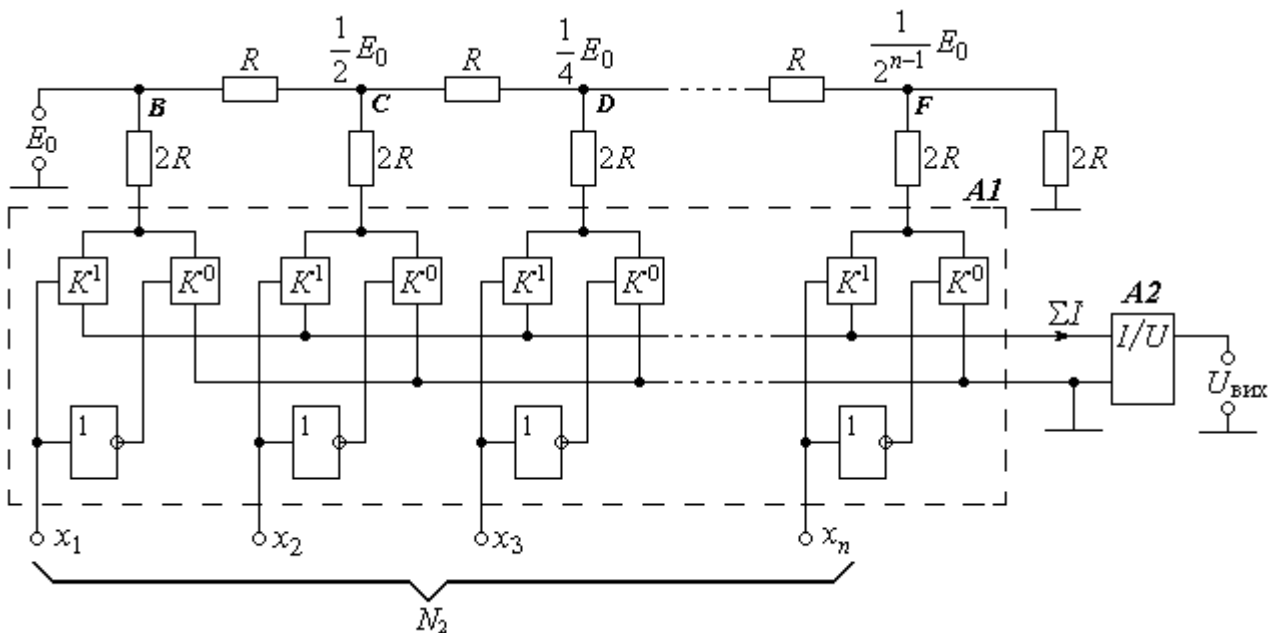 R 1/2 E₀ R 1/4 E₀ R 1/2ⁿ⁻¹ E₀
B C D F
E₀ 2R 2R 2R 2R 2R
A1
K¹ K⁰ K¹ K⁰ K¹ K⁰ K¹ K⁰
A2
ΣI I/U
Uвих
1 1 1 1
x₁ x₂ x₃ xₙ
N₂